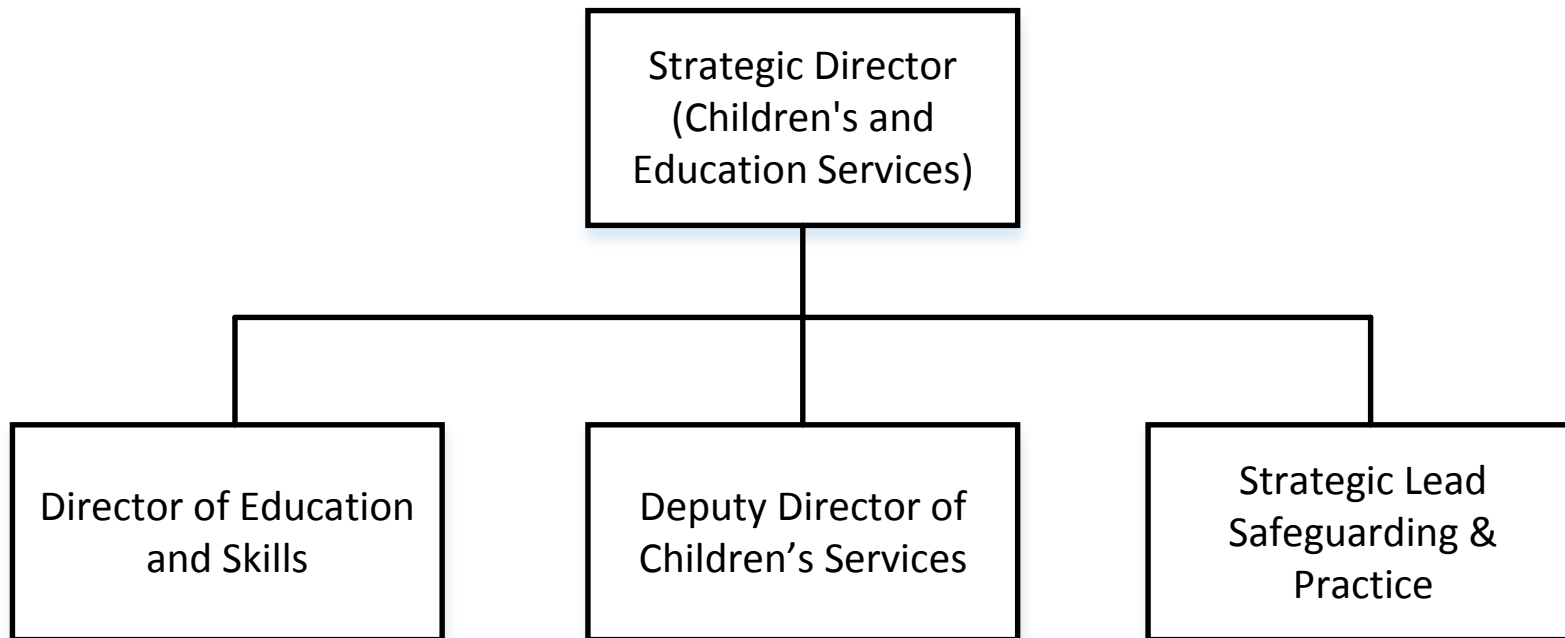 Strategic Director
(Children's and
Education Services)
Director of Education
and Skills
Deputy Director of
Children’s Services
Strategic Lead
Safeguarding &
Practice